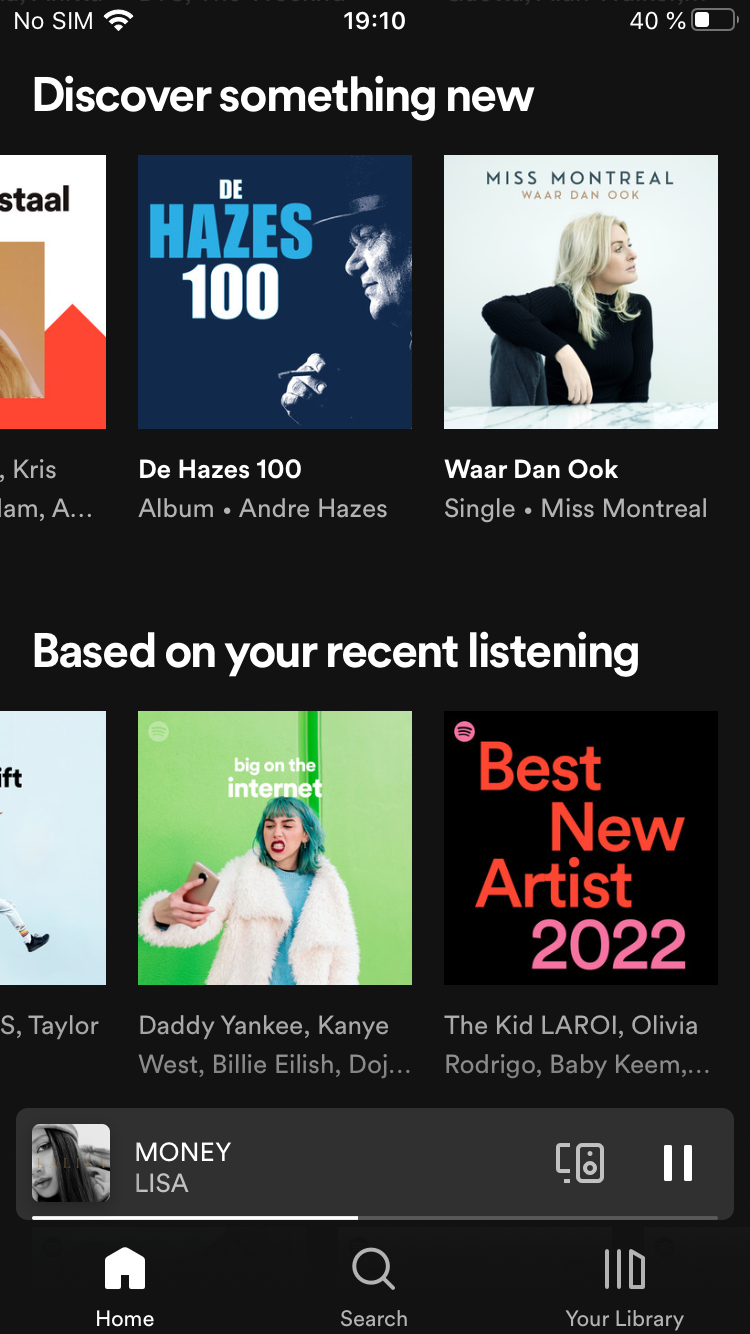 No SIM 19:10 40 %
Discover something new
staal
DE
HAZES
100
MISS MONTREAL
WAAR DAN OOK
, Kris
lam, A...
De Hazes 100
Album • Andre Hazes
Waar Dan Ook
Single • Miss Montreal
Based on your recent listening
ift
big on the
internet
Best
New
Artist
2022
S, Taylor
Daddy Yankee, Kanye
West, Billie Eilish, Doj...
The Kid LAROI, Olivia
Rodrigo, Baby Keem,...
LALISA
MONEY
LISA
Home
Search
Your Library